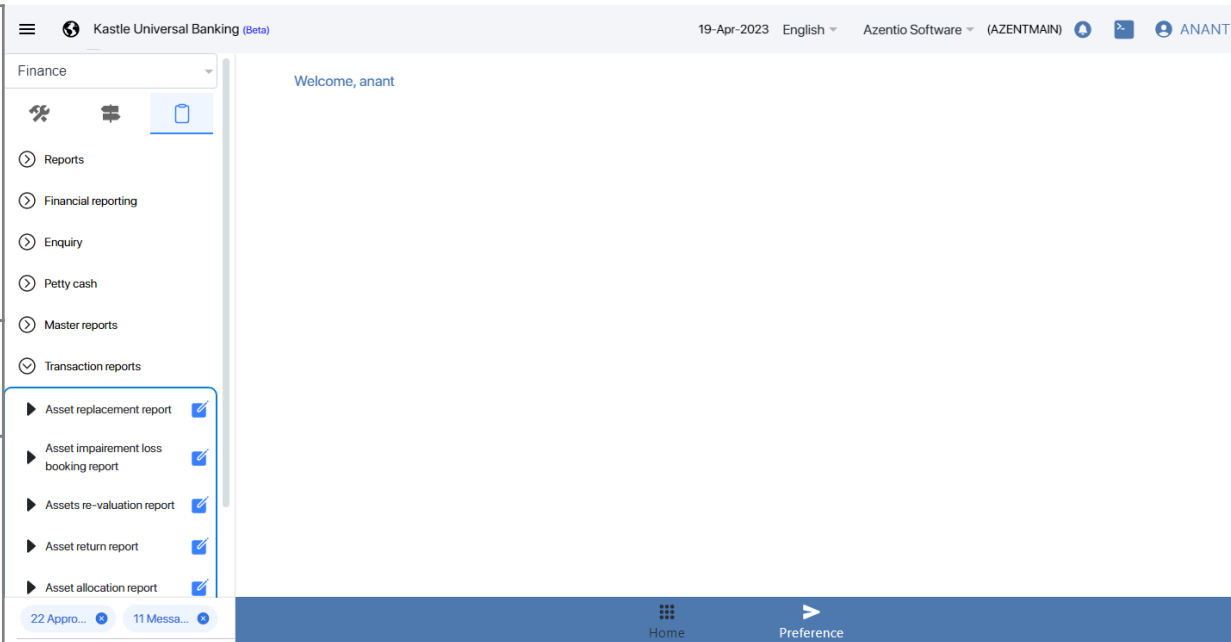 Kastle Universal Banking (Beta)
19-Apr-2023 English Azentio Software (AZENTMAIN) ANANT
Finance
Welcome, anant
Reports
Financial reporting
Enquiry
Petty cash
Master reports
Transaction reports
Asset replacement report
Asset impairement loss
booking report
Assets re-valuation report
Asset return report
Asset allocation report
22 Appro... 11 Messa...
Home Preference